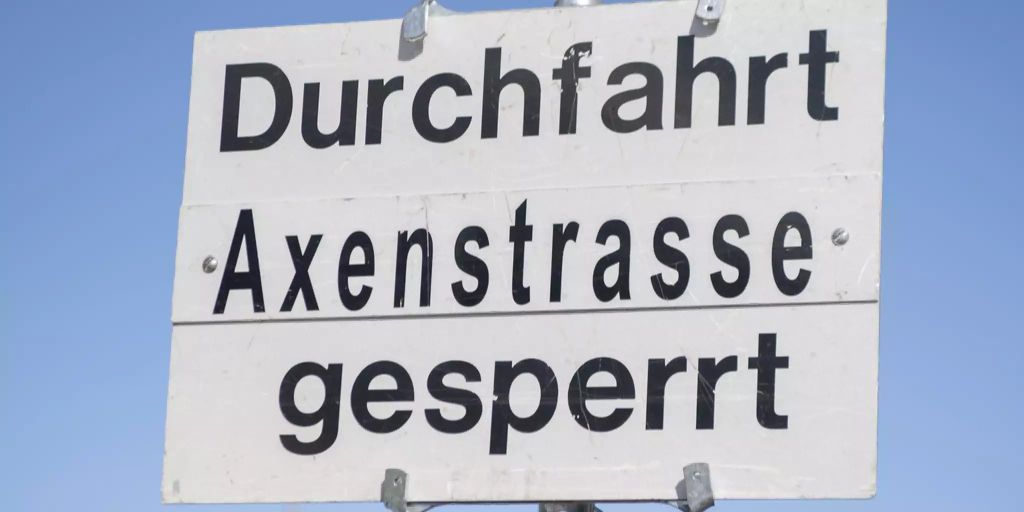 Durchfahrt
Axenstrasse
gesperrt